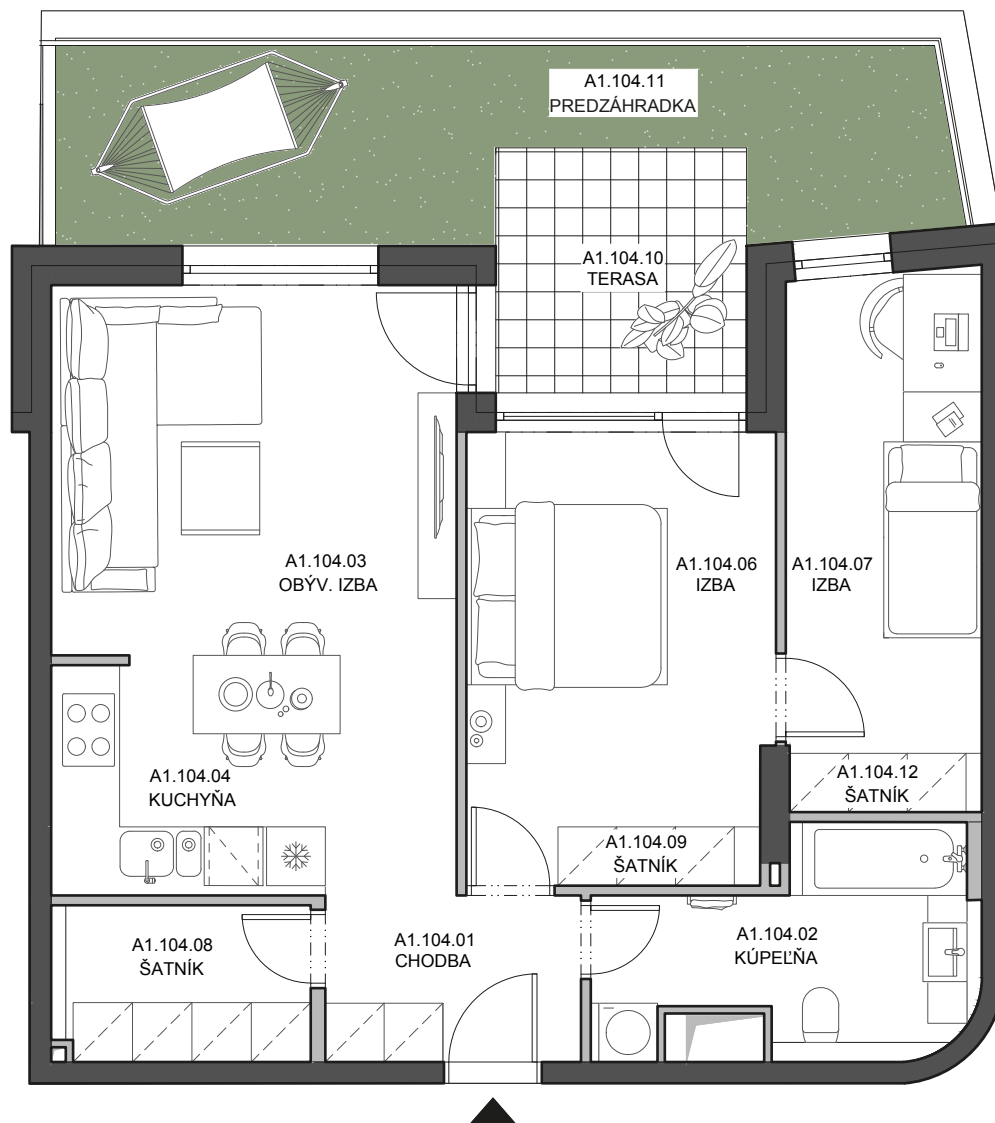 A1.104.11
PREDZÁHRADKA
A1.104.10
TERASA
A1.104.03
OBÝV. IZBA
A1.104.06
IZBA
A1.104.07
IZBA
A1.104.04
KUCHYŇA
A1.104.12
ŠATNÍK
A1.104.09
ŠATNÍK
A1.104.08
ŠATNÍK
A1.104.01
CHODBA
A1.104.02
KÚPEĽŇA